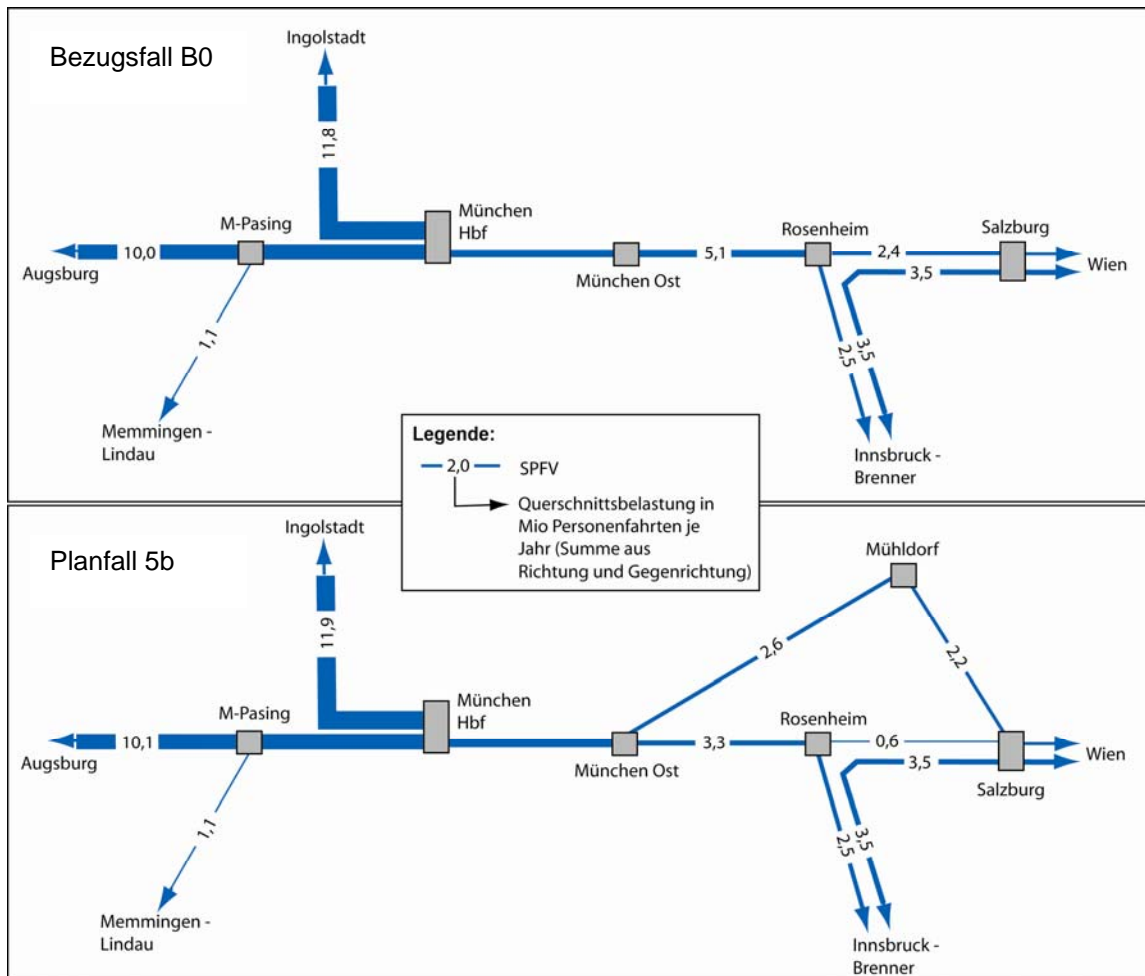 Bezugsfall B0
Ingolstadt
11,8
M-Pasing
München
Hbf
10,0
Augsburg
1,1
Memmingen -
Lindau
München Ost
5,1
Rosenheim
2,4
3,5
Salzburg
Wien
2,5
3,5
Innsbruck -
Brenner
Legende:
2,0
SPFV
Querschnittsbelastung in
Mio Personenfahrten je
Jahr (Summe aus
Richtung und Gegenrichtung)
Planfall 5b
Ingolstadt
11,9
M-Pasing
München
Hbf
10,1
Augsburg
1,1
Memmingen -
Lindau
München Ost
2,6
Mühldorf
2,2
3,3
Rosenheim
0,6
3,5
Salzburg
Wien
2,5
3,5
Innsbruck -
Brenner